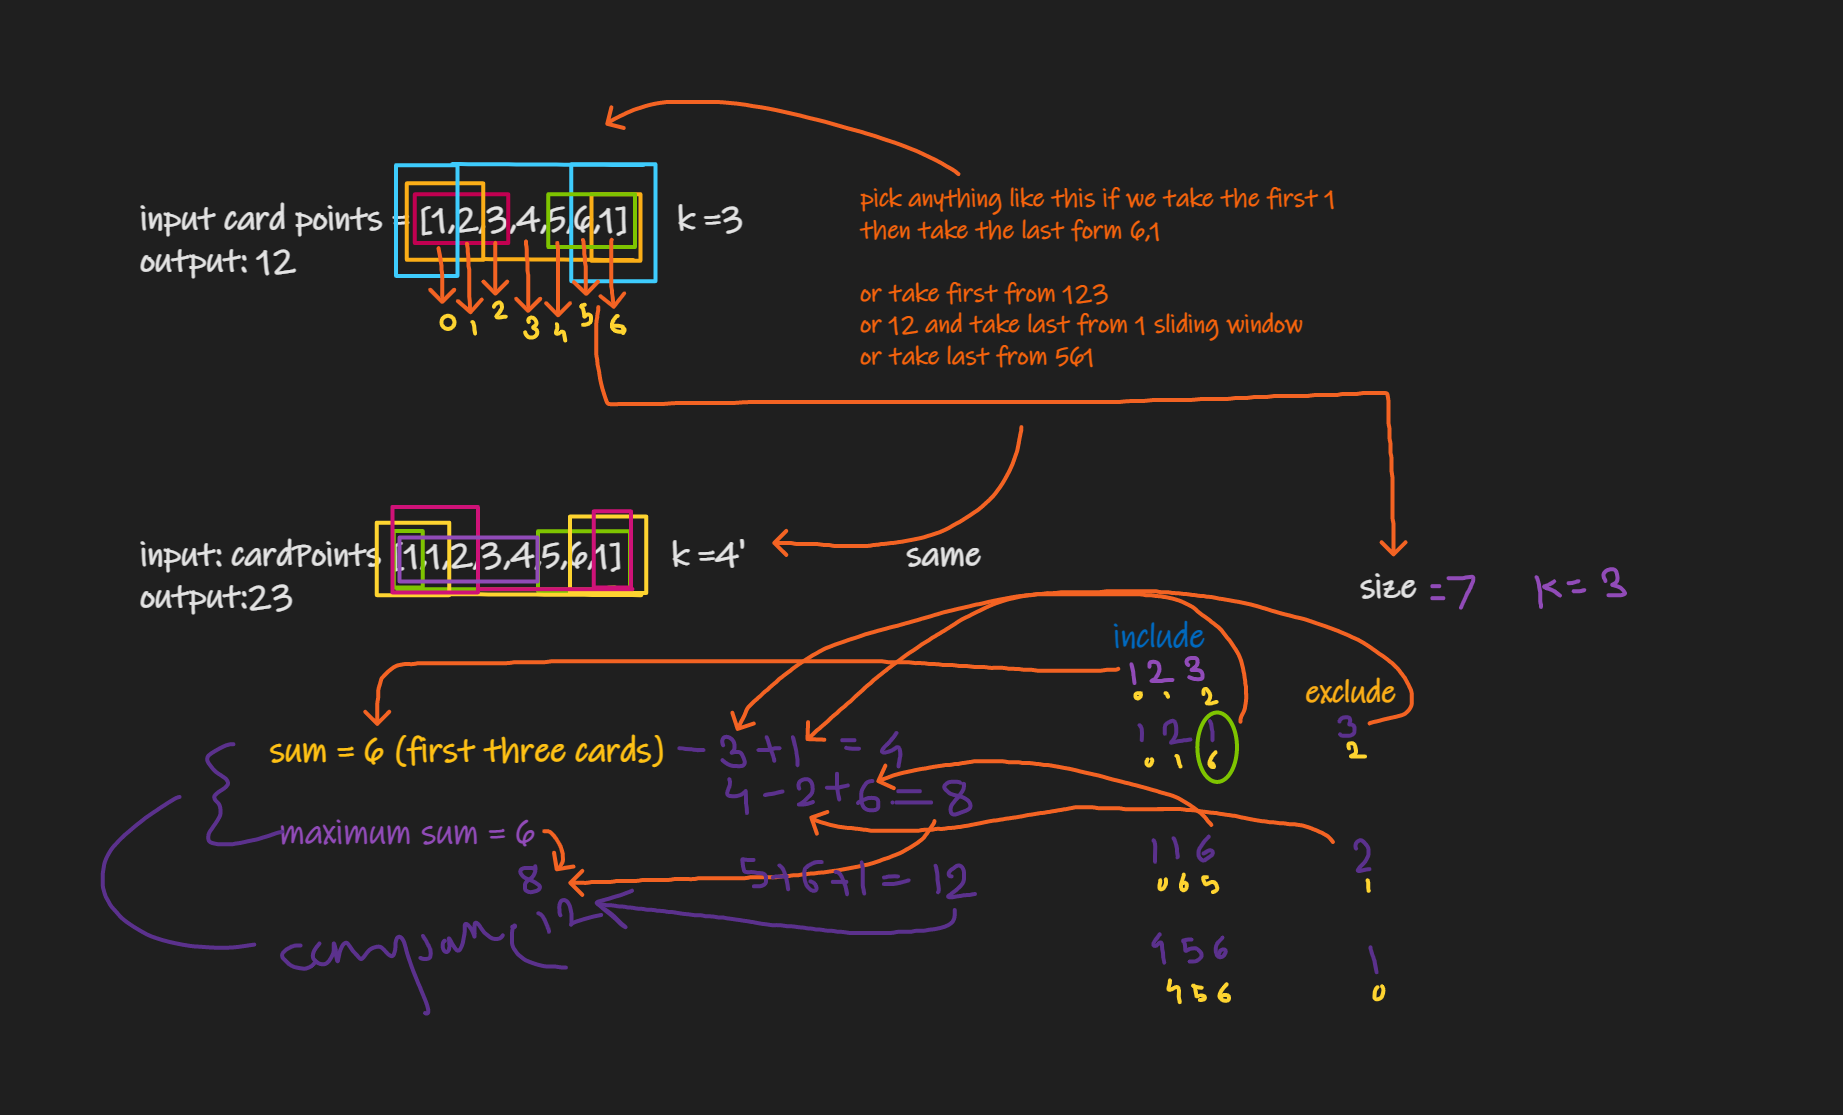 input card points = [1,2,3,4,5,6,1] k =3
output: 12
0 1 2 3 4 5 6
pick anything like this if we take the first 1
then take the last form 6,1
or take first from 123
or 12 and take last from 1 sliding window
or take last from 561
input: cardPoints [1,1,2,3,4,5,6,1] k =4'
output:23
same
size =7 K= 3
include
1 2 3
0 1 2
exclude
1 2 1 3
0 1 6 2
sum = 6 (first three cards) - 3 + 1 = 4
4 - 2 + 6 = 8
maximum sum = 6
8
12
5+6+1 = 12
1 1 6 2
0 6 5 1
4 5 6 1
4 5 6 0